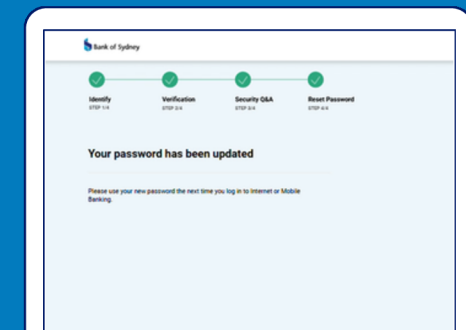 Bank of Sydney
Identify Verification Security Q&A Reset Password
STEP 1/4 STEP 2/4 STEP 3/4 STEP 4/4
Your password has been updated
Please use your new password the next time you log in to Internet or Mobile
Banking.